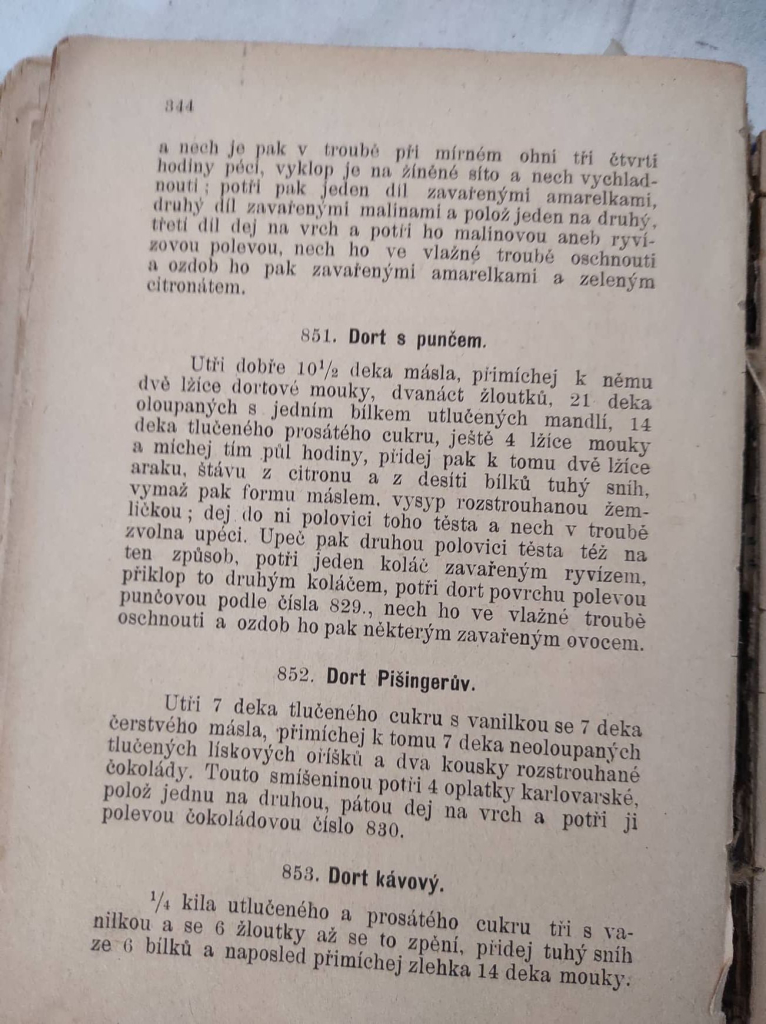 344
a nech je pak v troubě při mírném ohni tři čtvrti
hodiny péci, vyklop je na žíněné síto a nech vychlad-
nouti ; potři pak jeden díl zavařenými amarelkami,
druhý díl zavařenými malinami a polož jeden na druhý,
třetí díl dej na vrch a potři ho malinovou aneb ryví-
zovou polevou, nech ho ve vlažné troubě oschnouti
a ozdob ho pak zavařenými amarelkami a zeleným
citronátem.
851. Dort s punčem.
Utři dobře 10 1/2 deka másla, přimíchej k němu
dvě lžíce dortové mouky, dvanáct žloutků, 21 deka
oloupaných s jedním bílkem utlučených mandlí, 14
deka tlučeného prosátého cukru, ještě 4 lžíce mouky
a míchej tím půl hodiny, přidej pak k tomu dvě lžíce
araku, šťávu z citronu a z desíti bílků tuhý sníh,
vymaž pak formu máslem, vysyp rozstrouhanou žem-
ličkou ; dej do ni polovici toho těsta a nech v troubě
zvolna upéci. Upeč pak druhou polovici těsta též na
ten způsob, potři jeden koláč zavařeným ryvízem,
přiklop to druhým koláčem, potři dort povrchu polevou
punčovou podle čísla 829., nech ho ve vlažné troubě
oschnouti a ozdob ho pak některým zavařeným ovocem.
852. Dort Pišingerův.
Utři 7 deka tlučeného cukru s vanilkou se 7 deka
čerstvého másla, přimíchej k tomu 7 deka neoloupaných
tlučených lískových oříšků a dva kousky rozstrouhané
čokolády. Touto smíšeninou potři 4 oplatky karlovarské,
polož jednu na druhou, pátou dej na vrch a potři ji
polevou čokoládovou číslo 830.
853. Dort kávový.
1/4 kila utlučeného a prosátého cukru tři s va-
nilkou a se 6 žloutky až se to zpění, přidej tuhý sníh
ze 6 bílků a naposled přimíchej zlehka 14 deka mouky.